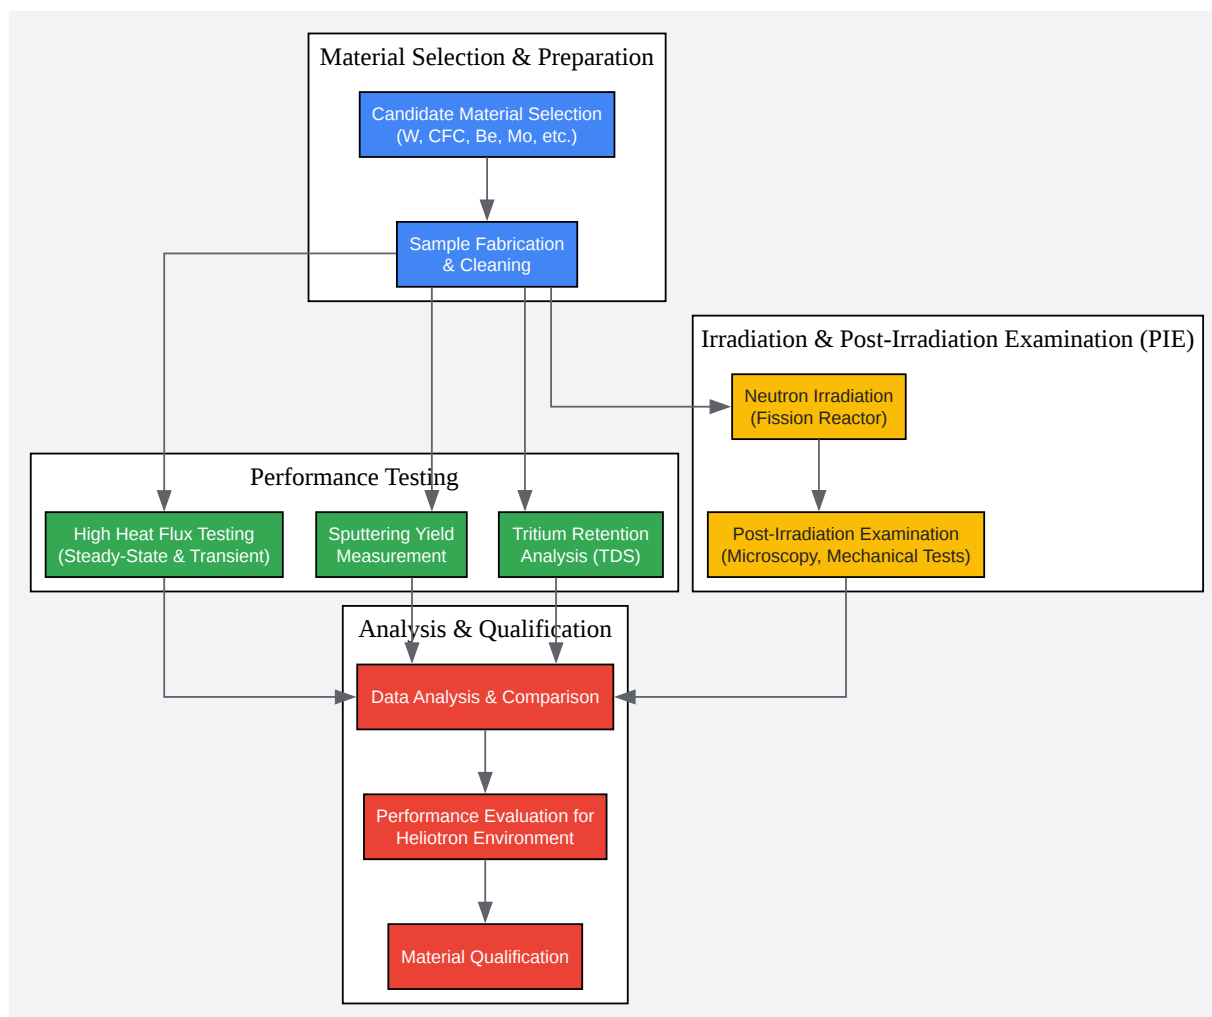 Material Selection & Preparation
Candidate Material Selection
(W, CFC, Be, Mo, etc.)
Sample Fabrication
& Cleaning
Irradiation & Post-Irradiation Examination (PIE)
Neutron Irradiation
(Fission Reactor)
Performance Testing
High Heat Flux Testing
(Steady-State & Transient)
Sputtering Yield
Measurement
Tritium Retention
Analysis (TDS)
Post-Irradiation Examination
(Microscopy, Mechanical Tests)
Analysis & Qualification
Data Analysis & Comparison
Performance Evaluation for
Heliotron Environment
Material Qualification